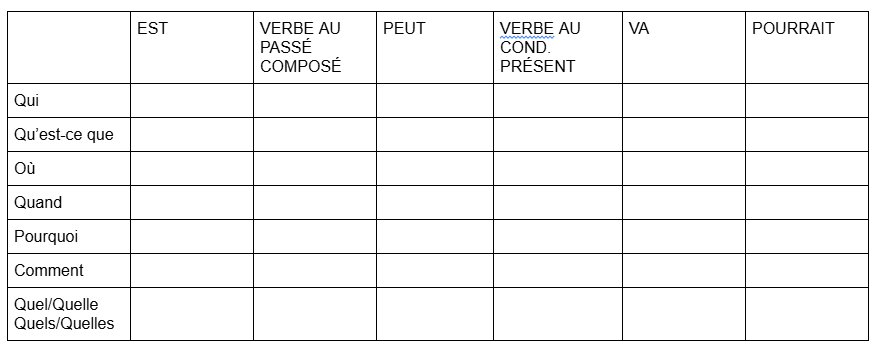 EST
VERBE AU
PASSÉ
COMPOSÉ
PEUT
VERBE AU
COND.
PRÉSENT
VA
POURRAIT
Qui
Qu’est-ce que
Où
Quand
Pourquoi
Comment
Quel/Quelle
Quels/Quelles